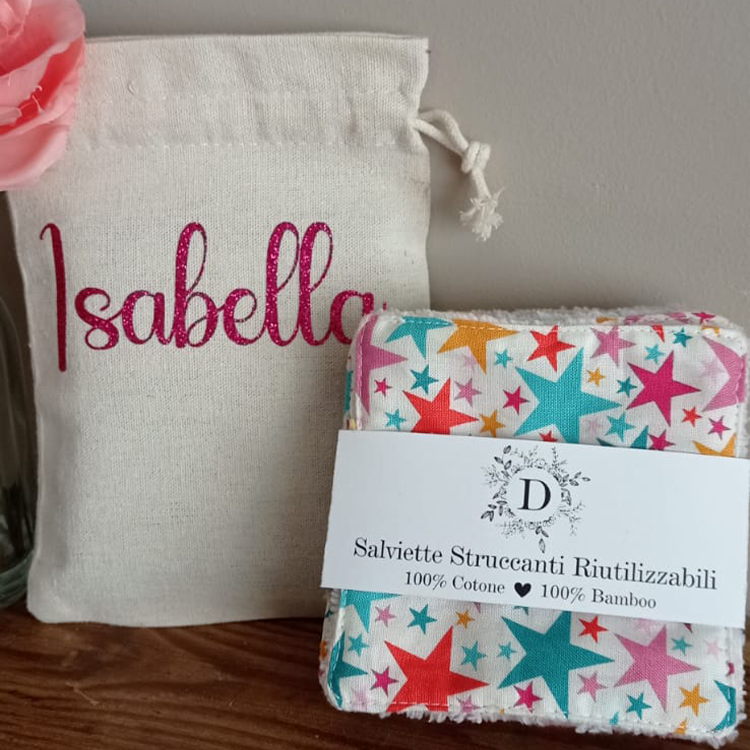 Isabella
D
Salviette Struccanti Riutilizzabili
100% Cotone ♥ 100% Bamboo